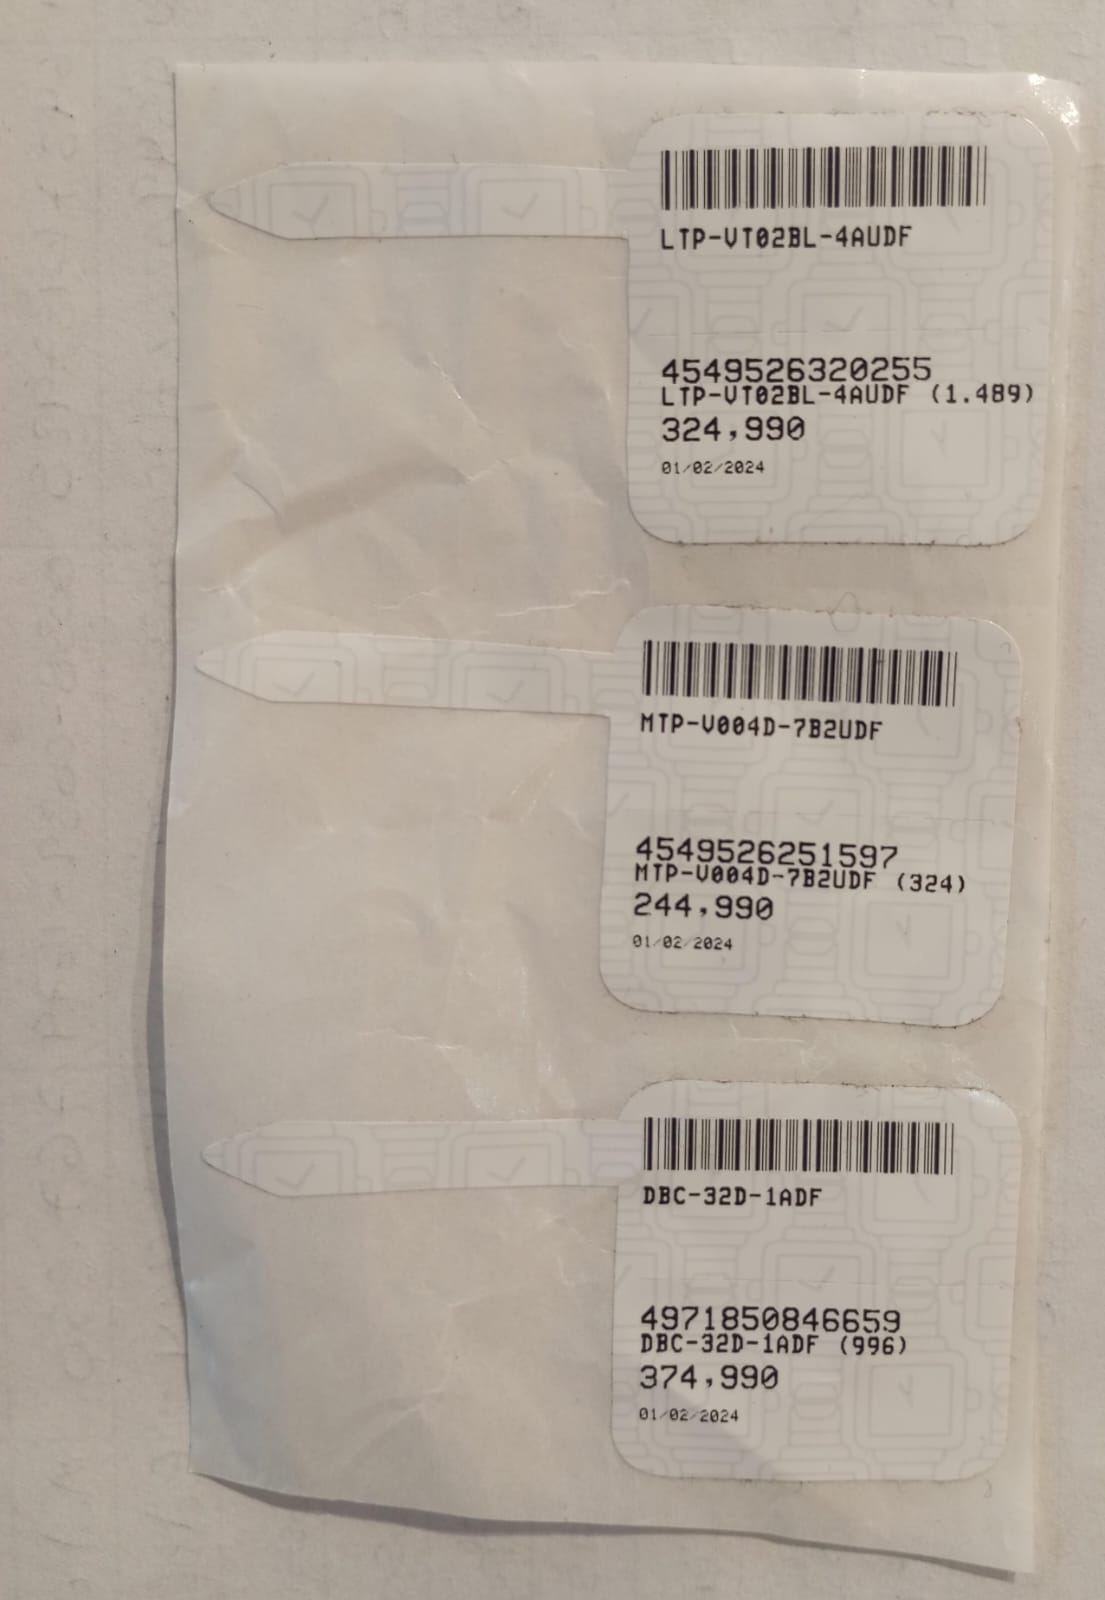 LTP-VT02BL-4AUDF
4549526320255
LTP-VT02BL-4AUDF (1.489)
324,990
01/02/2024
MTP-V004D-7B2UDF
4549526251597
MTP-V004D-7B2UDF (324)
244,990
01/02/2024
DBC-32D-1ADF
4971850846659
DBC-32D-1ADF (996)
374,990
01/02/2024